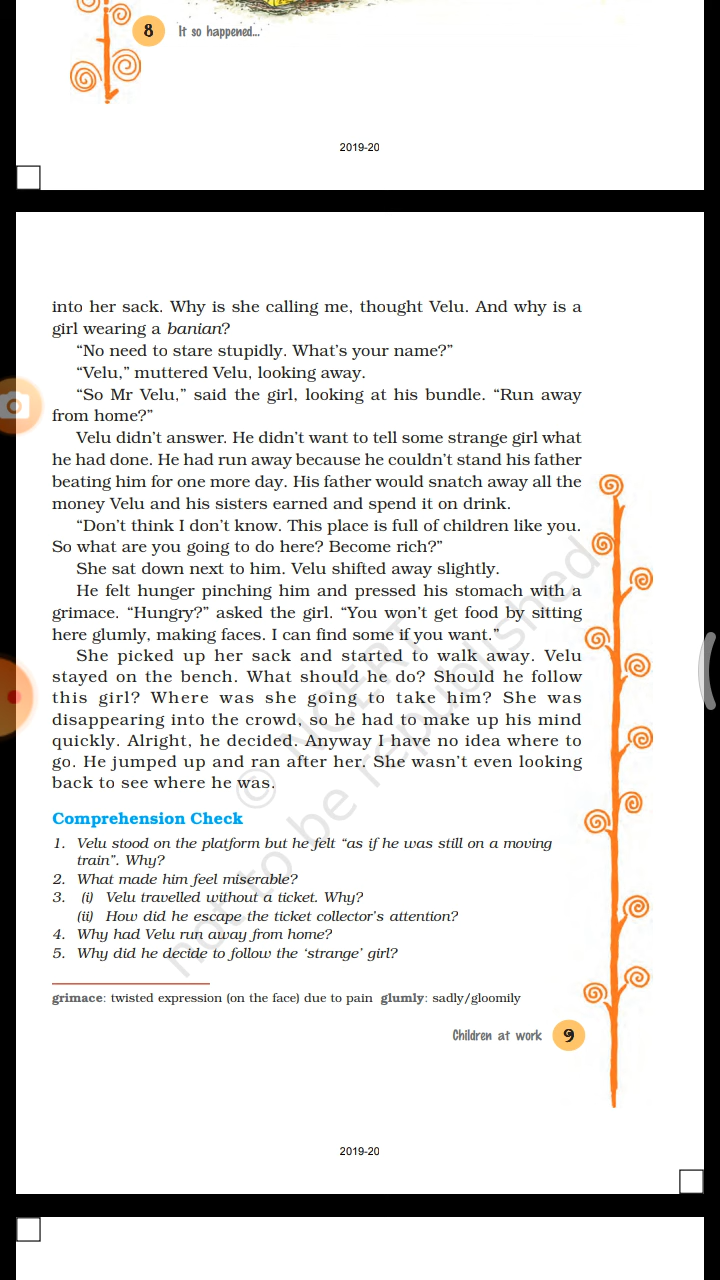 8 It so happened...
2019-20
into her sack. Why is she calling me, thought Velu. And why is a
girl wearing a banian?
“No need to stare stupidly. What’s your name?”
“Velu,” muttered Velu, looking away.
“So Mr Velu,” said the girl, looking at his bundle. “Run away
from home?”
Velu didn’t answer. He didn’t want to tell some strange girl what
he had done. He had run away because he couldn’t stand his father
beating him for one more day. His father would snatch away all the
money Velu and his sisters earned and spend it on drink.
“Don’t think I don’t know. This place is full of children like you.
So what are you going to do here? Become rich?”
She sat down next to him. Velu shifted away slightly.
He felt hunger pinching him and pressed his stomach with a
grimace. “Hungry?” asked the girl. “You won’t get food by sitting
here glumly, making faces. I can find some if you want.”
She picked up her sack and started to walk away. Velu
stayed on the bench. What should he do? Should he follow
this girl? Where was she going to take him? She was
disappearing into the crowd, so he had to make up his mind
quickly. Alright, he decided. Anyway I have no idea where to
go. He jumped up and ran after her. She wasn’t even looking
back to see where he was.
© NCERT
not to be republished
Comprehension Check
1. Velu stood on the platform but he felt “as if he was still on a moving
train”. Why?
2. What made him feel miserable?
3. (i) Velu travelled without a ticket. Why?
(ii) How did he escape the ticket collector’s attention?
4. Why had Velu run away from home?
5. Why did he decide to follow the ‘strange’ girl?
grimace: twisted expression (on the face) due to pain glumly: sadly/gloomily
Children at work 9
2019-20